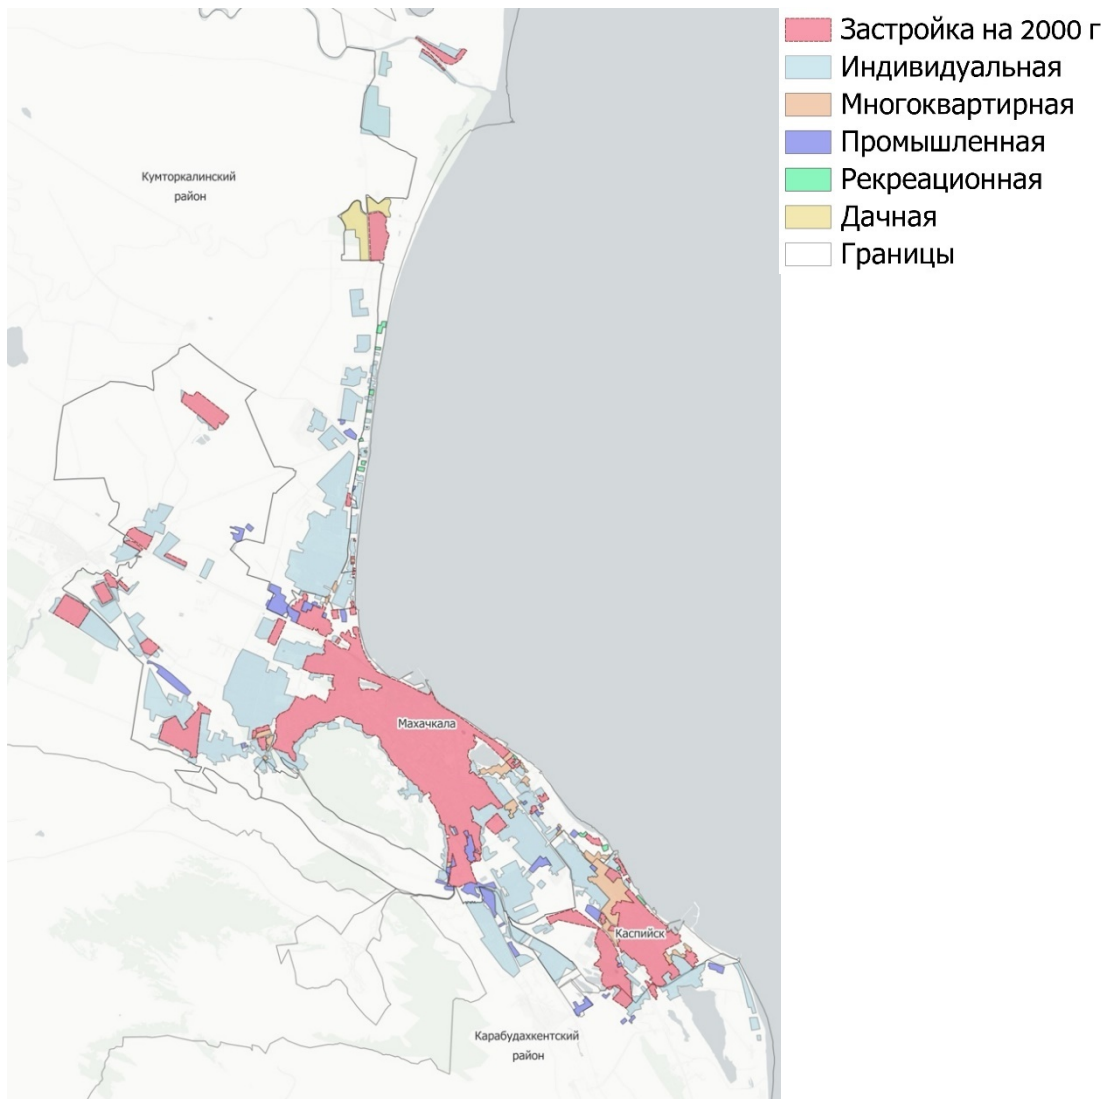 Застройка на 2000 г
Индивидуальная
Многоквартирная
Промышленная
Рекреационная
Дачная
Границы
Кумторкалинский
район
Махачкала
Каспийск
Карабудахкентский
район